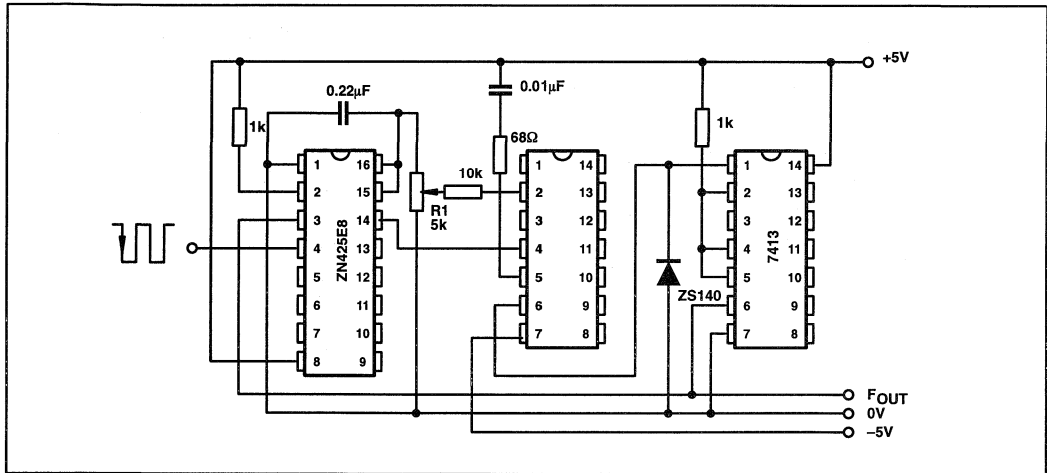 +5V
0.22µF
0.01µF
1k
68Ω
1k
10k
R1
5k
ZN425E8
1 16
2 15
3 14
4 13
5 12
6 11
7 10
8 9
1 14
2 13
3 12
4 11
5 10
6 9
7 8
ZS140
7413
1 14
2 13
3 12
4 11
5 10
6 9
7 8
FOUT
0V
–5V